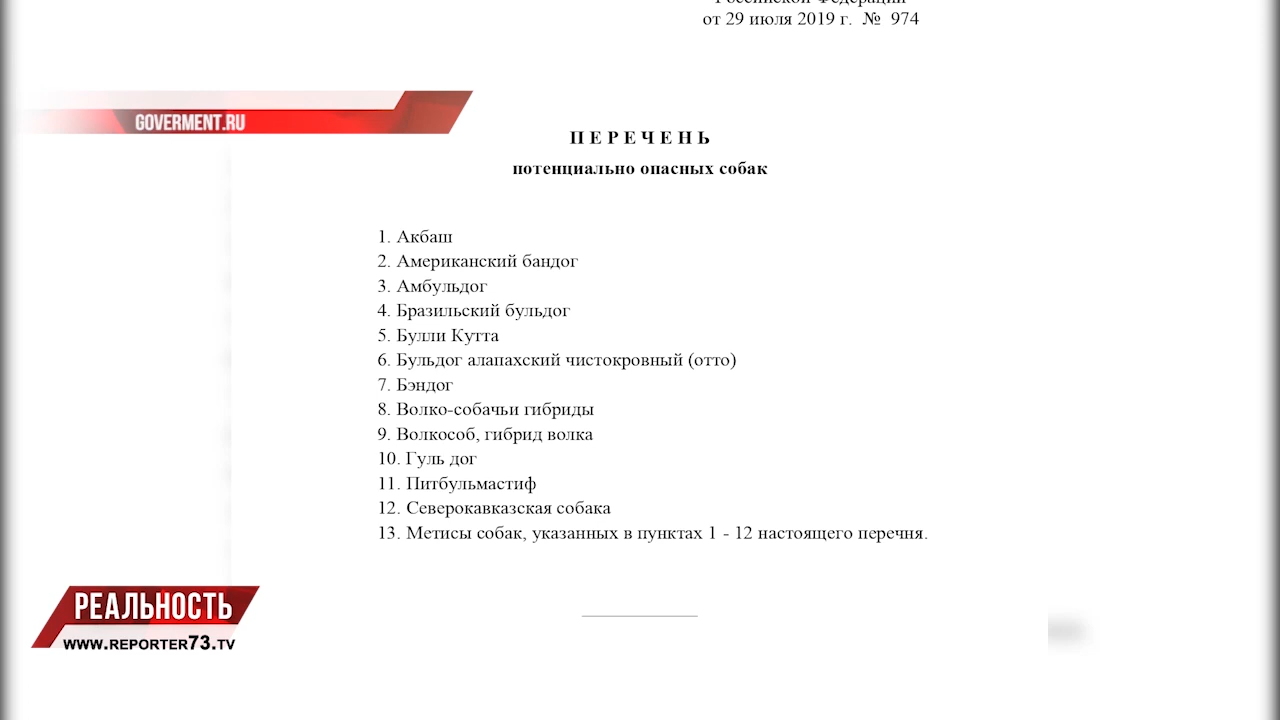 Российской Федерации
от 29 июля 2019 г. № 974
GOVERMENT.RU
ПЕРЕЧЕНЬ
потенциально опасных собак
1. Акбаш
2. Американский бандог
3. Амбульдог
4. Бразильский бульдог
5. Булли Кутта
6. Бульдог алапахский чистокровный (отто)
7. Бэндог
8. Волко-собачьи гибриды
9. Волкособ, гибрид волка
10. Гуль дог
11. Питбульмастиф
12. Северокавказская собака
13. Метисы собак, указанных в пунктах 1 - 12 настоящего перечня.
РЕАЛЬНОСТЬ
WWW.REPORTER73.TV